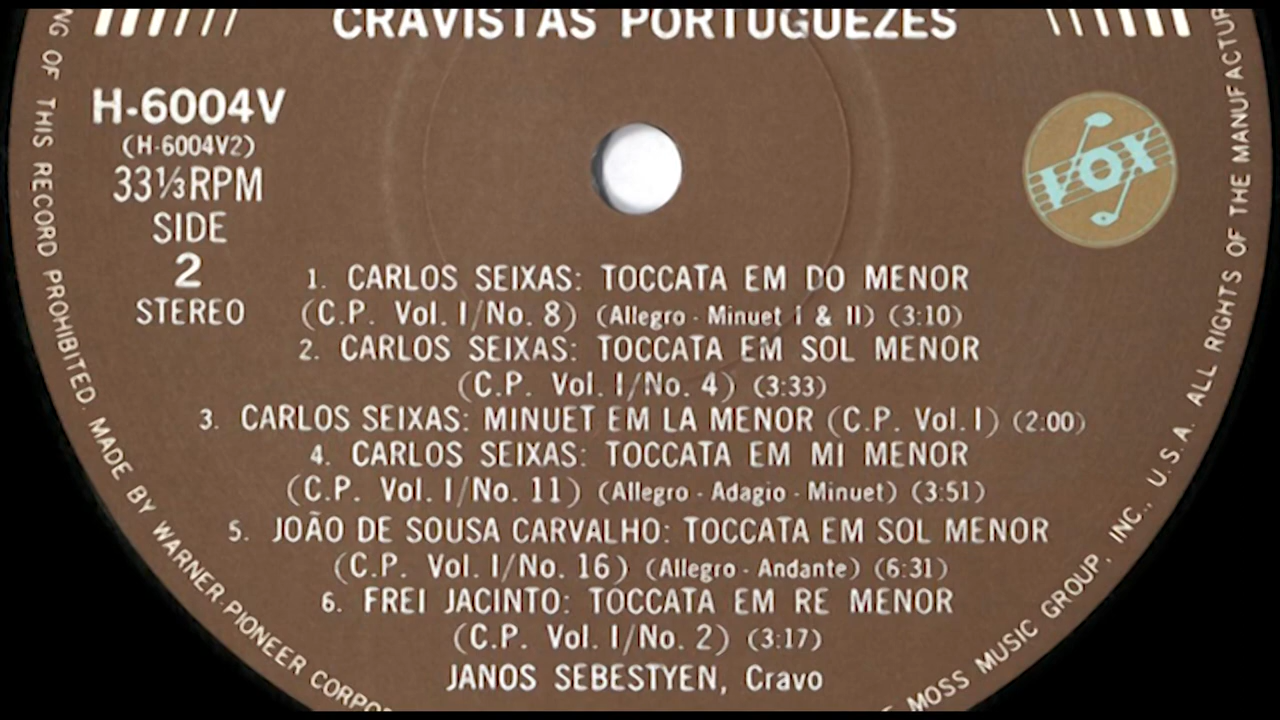 CRAVISTAS PORTUGUEZES
H-6004V
(H-6004V2)
33⅓ RPM
SIDE
2
STEREO
VOX
1. CARLOS SEIXAS: TOCCATA EM DO MENOR
(C.P. Vol. I/No. 8) (Allegro - Minuet I & II) (3:10)
2. CARLOS SEIXAS: TOCCATA EM SOL MENOR
(C.P. Vol. I/No. 4) (3:33)
3. CARLOS SEIXAS: MINUET EM LA MENOR (C.P. Vol. I) (2:00)
4. CARLOS SEIXAS: TOCCATA EM MI MENOR
(C.P. Vol. I/No. 11) (Allegro - Adagio - Minuet) (3:51)
5. JOÃO DE SOUSA CARVALHO: TOCCATA EM SOL MENOR
(C.P. Vol. I/No. 16) (Allegro - Andante) (6:31)
6. FREI JACINTO: TOCCATA EM RE MENOR
(C.P. Vol. I/No. 2) (3:17)
JANOS SEBESTYEN, Cravo
NG OF THIS RECORD PROHIBITED. MADE BY WARNER-PIONEER CORPO
MOSS MUSIC GROUP, INC., U.S.A. ALL RIGHTS OF THE MANUFACTUR